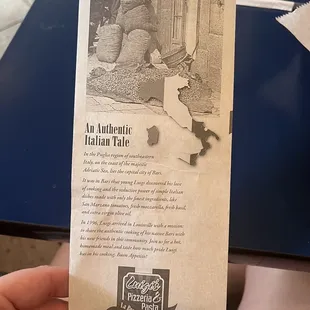 An Authentic
Italian Tale
In the Puglia region of southeastern
Italy, on the coast of the majestic
Adriatic Sea, lies the capital city of Bari.
It was in Bari that young Luigi discovered his love
of cooking and the seductive power of simple Italian
dishes made with only the finest ingredients, like
San Marzano tomatoes, fresh mozzarella, fresh basil,
and extra virgin olive oil.
In 1996, Luigi arrived in Louisville with a mission
to share the authentic cooking of his native Bari with
his new friends in this community. Join us for a hot
homemade meal and taste how much pride Luigi
has in his cooking. Buon Appetito!
Pizzeria
Pasta